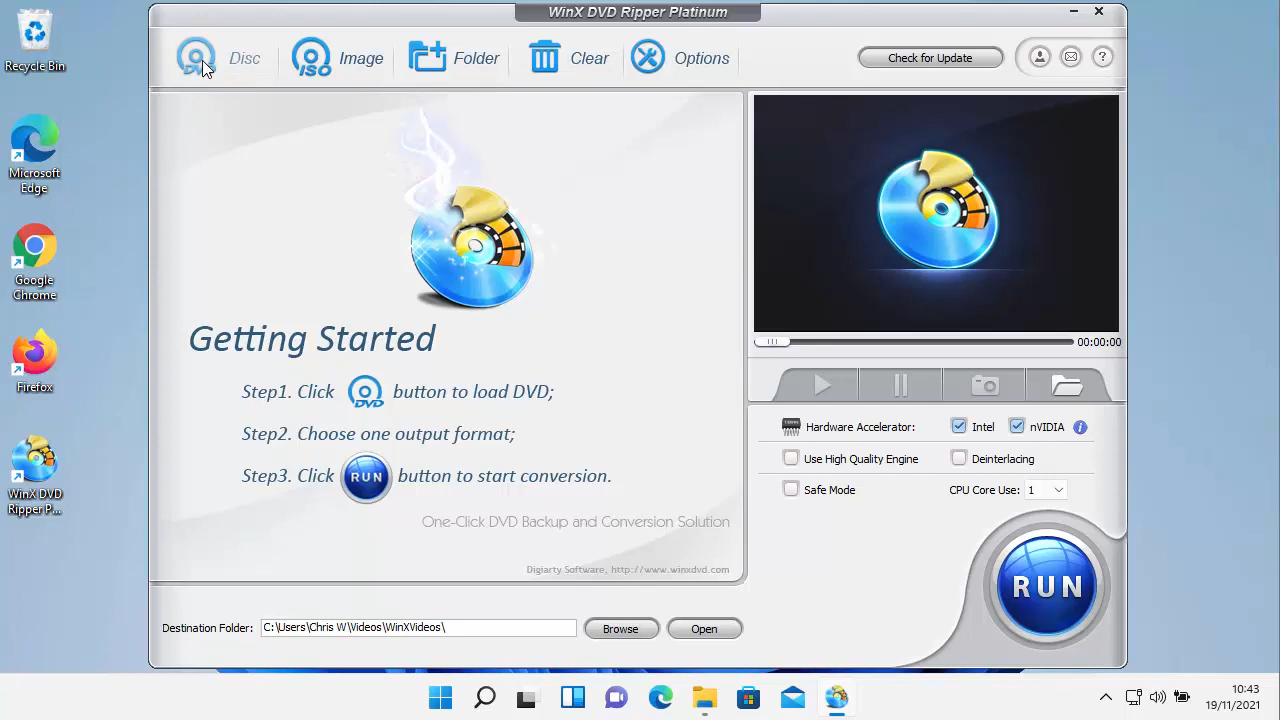 WinX DVD Ripper Platinum
Recycle Bin
Microsoft
Edge
Google
Chrome
Firefox
WinX DVD
Ripper P...
DVD Disc
ISO Image
Folder
Clear
Options
Check for Update
?
Getting Started
Step1. Click DVD button to load DVD;
Step2. Choose one output format;
Step3. Click RUN button to start conversion.
One-Click DVD Backup and Conversion Solution
Digiarty Software, http://www.winxdvd.com
00:00:00
Hardware Accelerator: Intel nVIDIA i
Use High Quality Engine Deinterlacing
Safe Mode CPU Core Use: 1
RUN
Destination Folder: C:\Users\Chris W\Videos\WinXVideos\ Browse Open
10:43
19/11/2021